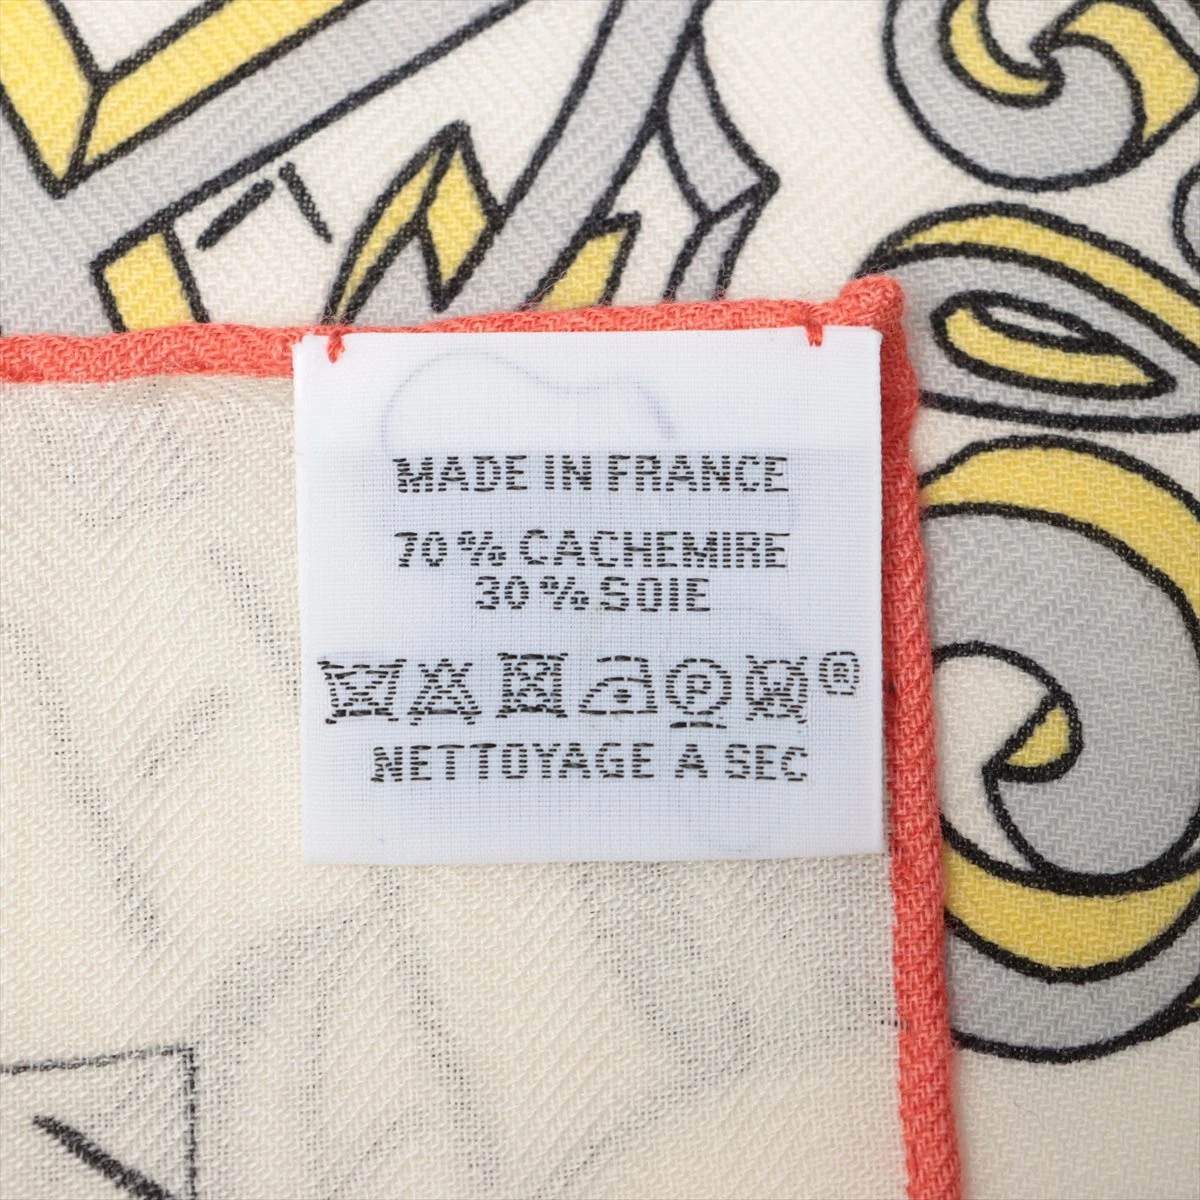 MADE IN FRANCE
70 % CACHEMIRE
30 % SOIE
P ®
NETTOYAGE A SEC